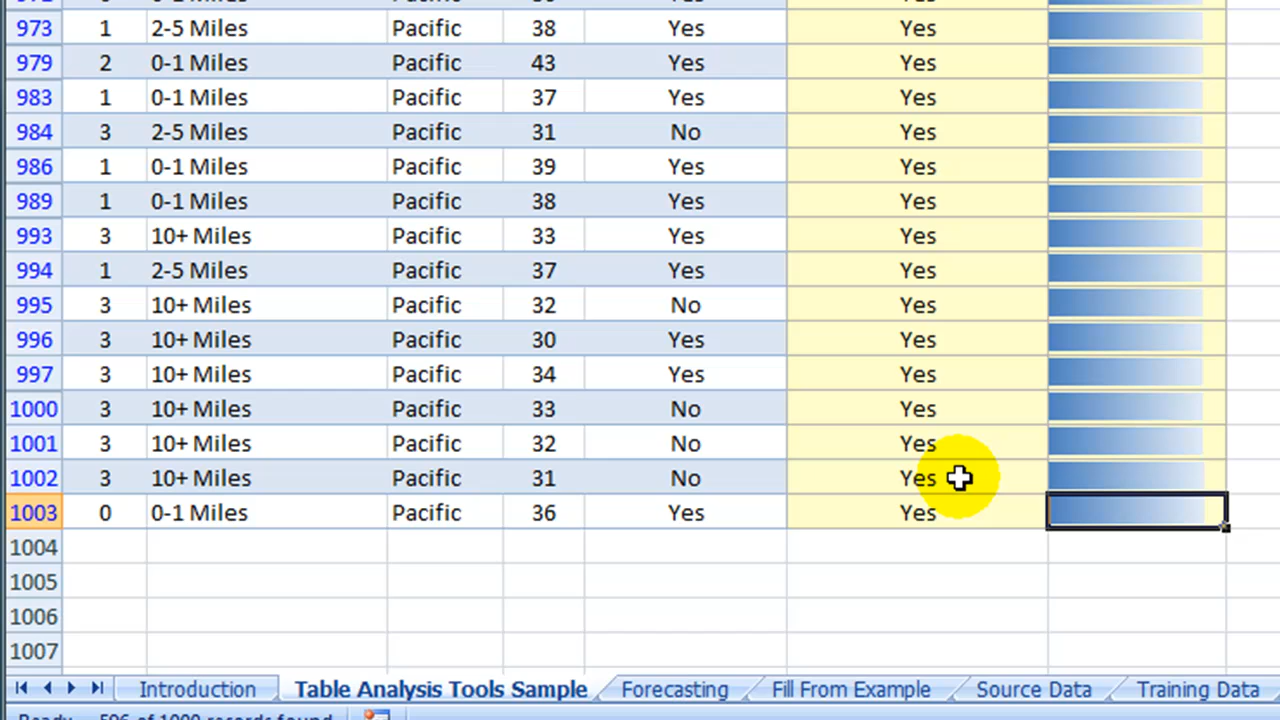 973 1 2-5 Miles Pacific 38 Yes Yes
979 2 0-1 Miles Pacific 43 Yes Yes
983 1 0-1 Miles Pacific 37 Yes Yes
984 3 2-5 Miles Pacific 31 No Yes
986 1 0-1 Miles Pacific 39 Yes Yes
989 1 0-1 Miles Pacific 38 Yes Yes
993 3 10+ Miles Pacific 33 Yes Yes
994 1 2-5 Miles Pacific 37 Yes Yes
995 3 10+ Miles Pacific 32 No Yes
996 3 10+ Miles Pacific 30 Yes Yes
997 3 10+ Miles Pacific 34 Yes Yes
1000 3 10+ Miles Pacific 33 No Yes
1001 3 10+ Miles Pacific 32 No Yes
1002 3 10+ Miles Pacific 31 No Yes
1003 0 0-1 Miles Pacific 36 Yes Yes
1004
1005
1006
1007
Introduction Table Analysis Tools Sample Forecasting Fill From Example Source Data Training Data
Ready 596 of 1000 records found